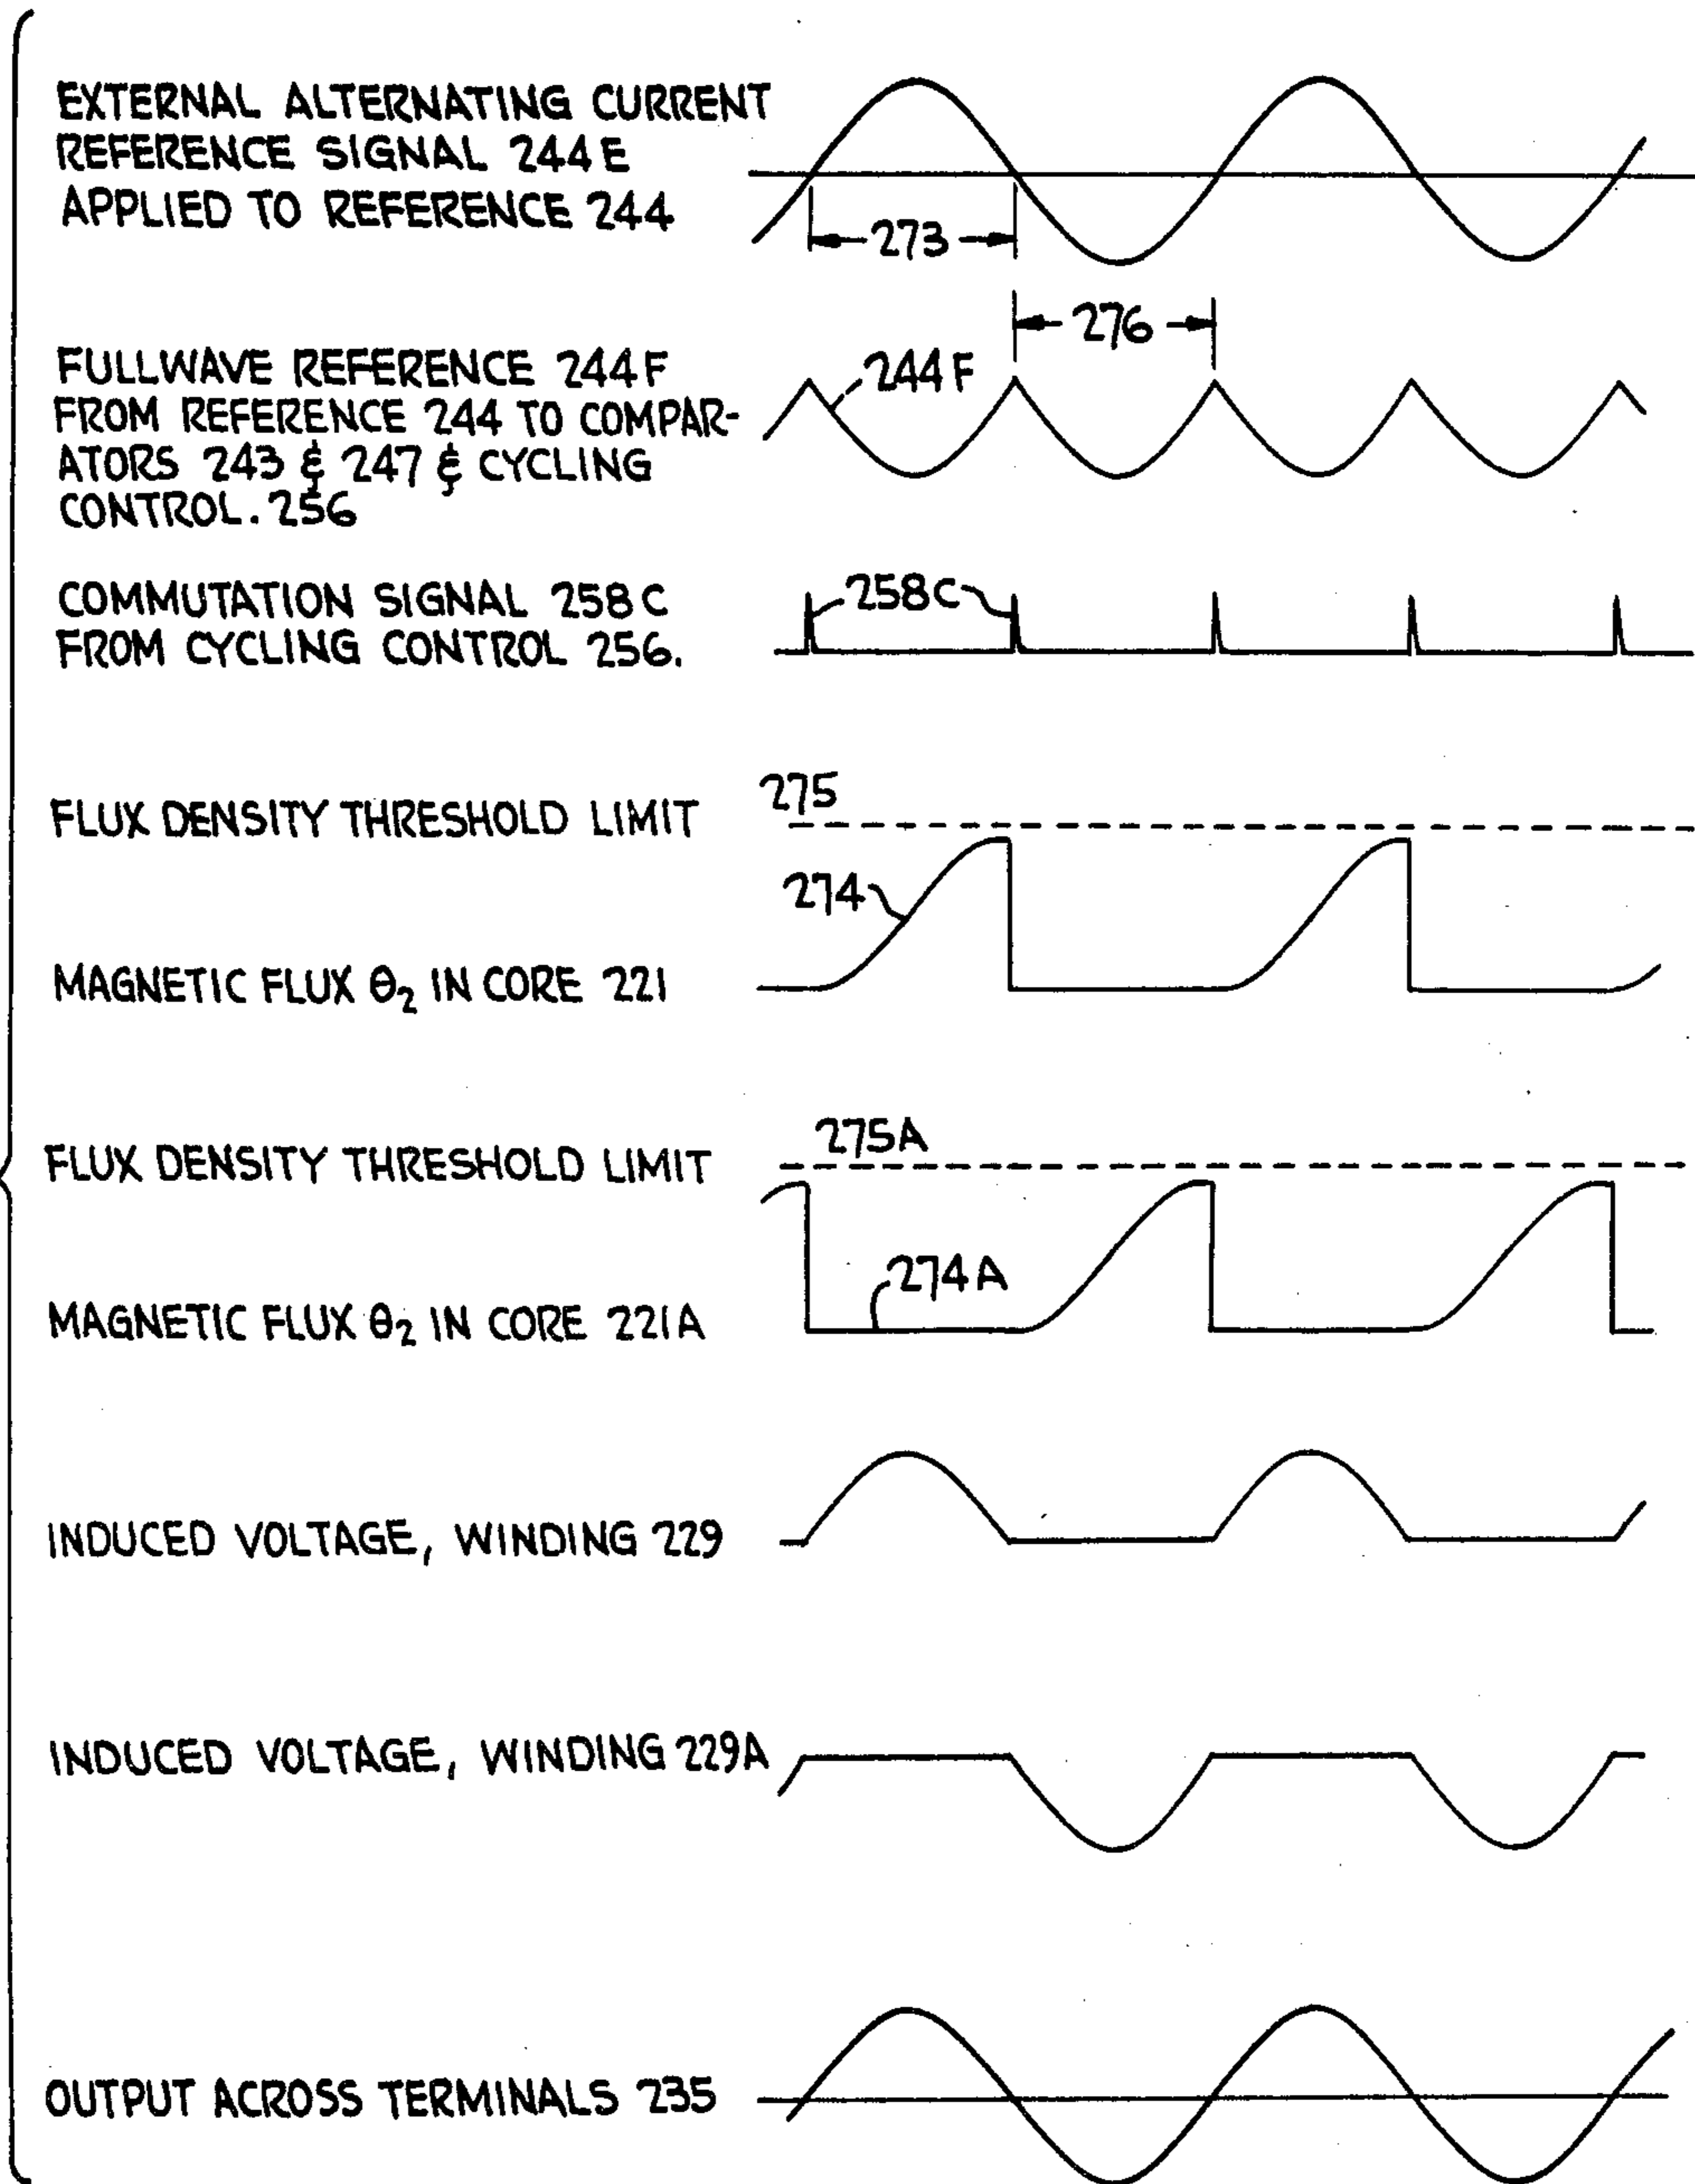 EXTERNAL ALTERNATING CURRENT
REFERENCE SIGNAL 244E
APPLIED TO REFERENCE 244
273
276
FULLWAVE REFERENCE 244F
FROM REFERENCE 244 TO COMPAR-
ATORS 243 & 247 & CYCLING
CONTROL. 256
244F
COMMUTATION SIGNAL 258C
FROM CYCLING CONTROL 256.
258C
275
FLUX DENSITY THRESHOLD LIMIT
274
MAGNETIC FLUX θ2 IN CORE 221
275A
FLUX DENSITY THRESHOLD LIMIT
274A
MAGNETIC FLUX θ2 IN CORE 221A
INDUCED VOLTAGE, WINDING 229
INDUCED VOLTAGE, WINDING 229A
OUTPUT ACROSS TERMINALS 235